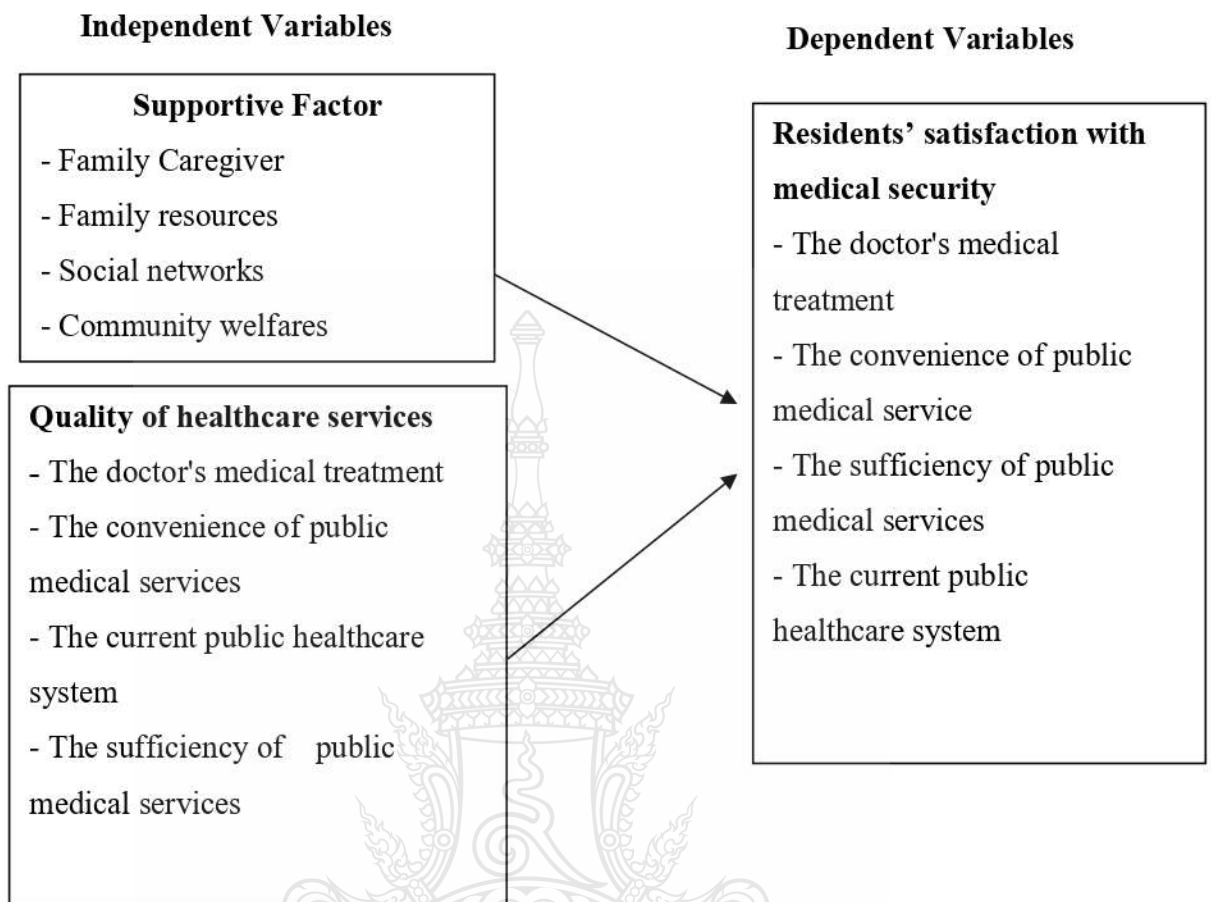 Independent Variables
Supportive Factor
- Family Caregiver
- Family resources
- Social networks
- Community welfares
Quality of healthcare services
- The doctor's medical treatment
- The convenience of public
medical services
- The current public healthcare
system
- The sufficiency of public
medical services
Dependent Variables
Residents’ satisfaction with
medical security
- The doctor's medical
treatment
- The convenience of public
medical service
- The sufficiency of public
medical services
- The current public
healthcare system